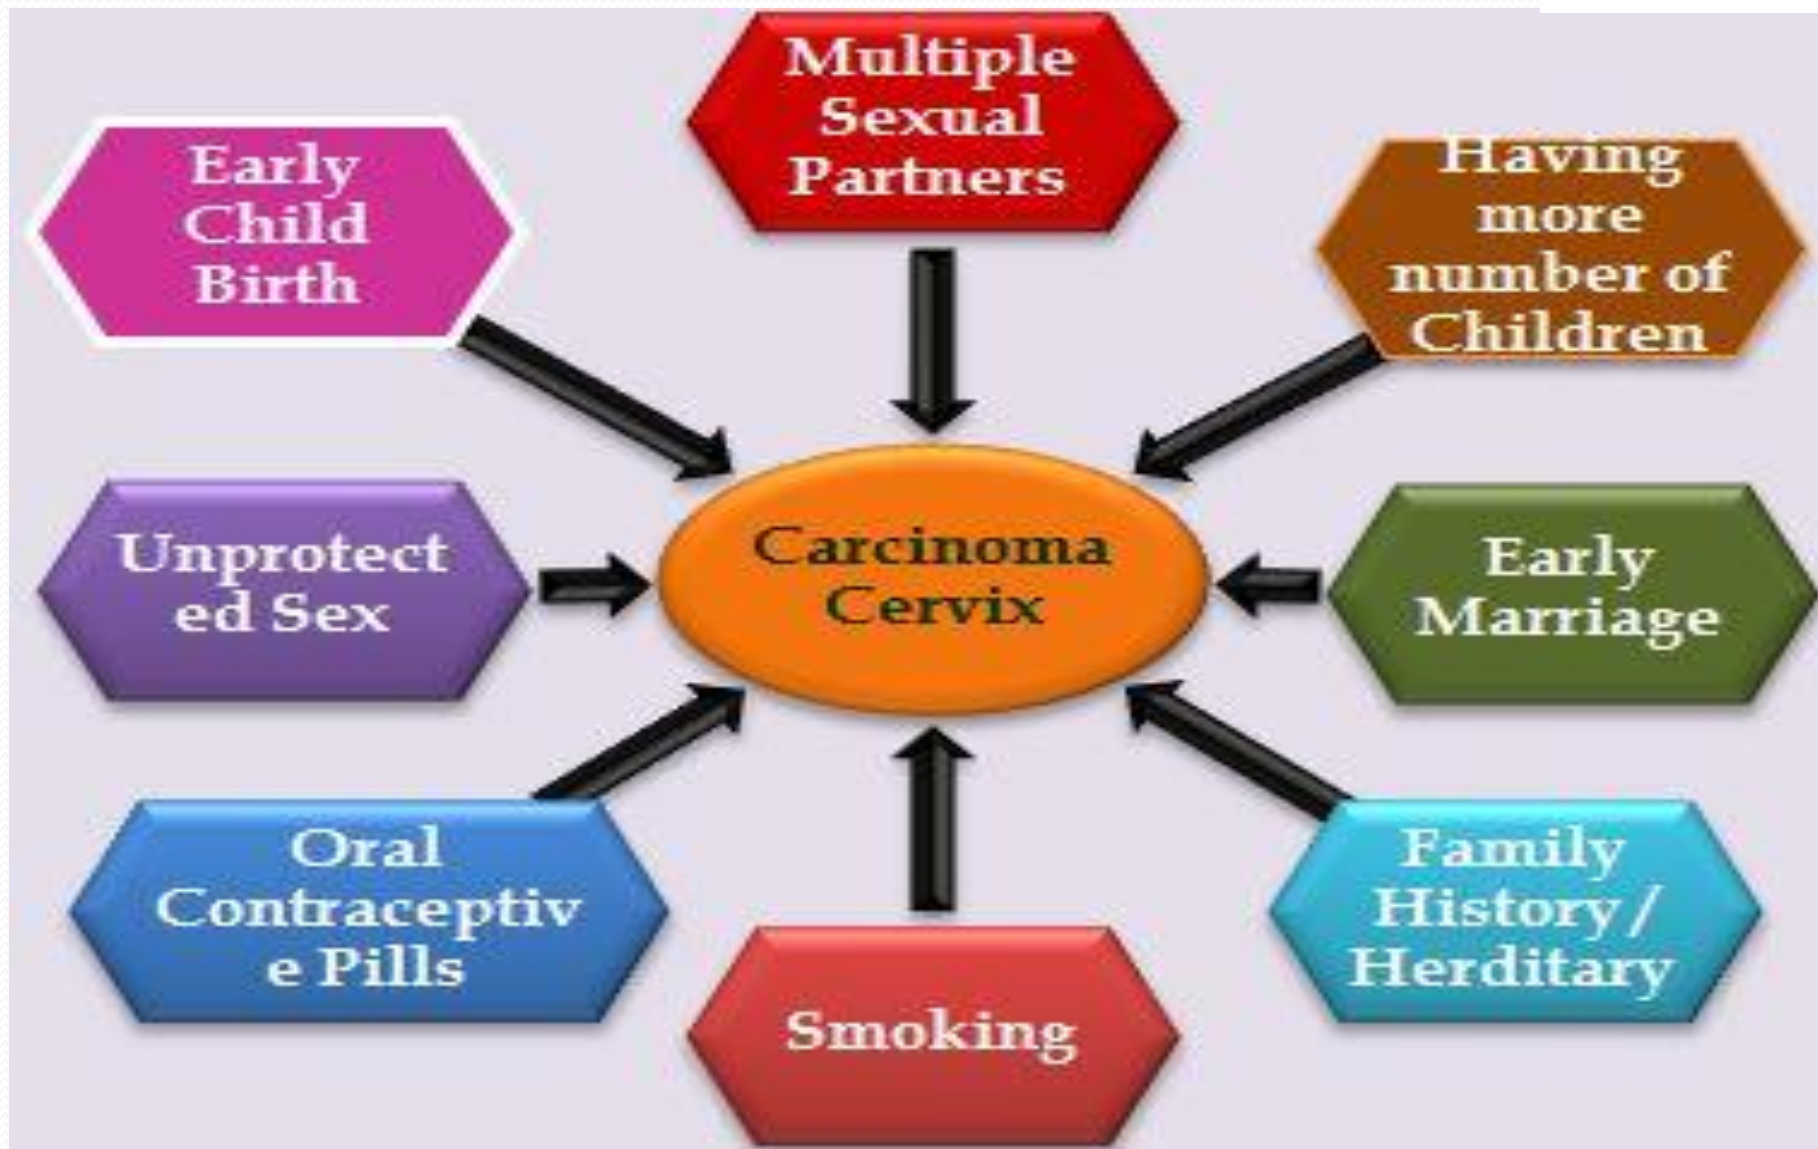 Multiple
Sexual
Partners
Early
Child
Birth
Having
more
number of
Children
Unprotect
ed Sex
Carcinoma
Cervix
Early
Marriage
Oral
Contraceptiv
e Pills
Smoking
Family
History/
Herditary